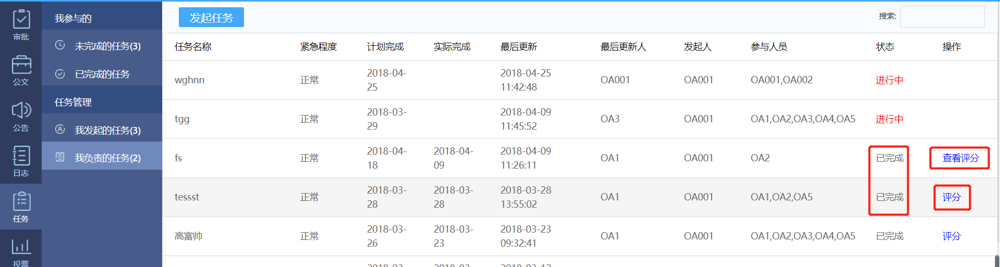 审批
公文
公告
日志
任务
投票
我参与的
未完成的任务(3)
已完成的任务
任务管理
我发起的任务(3)
我负责的任务(2)
发起任务
搜索:
任务名称 紧急程度 计划完成 实际完成 最后更新 最后更新人 发起人 参与人员 状态 操作
wghnn 正常 2018-04-25 2018-04-25 11:42:48 OA001 OA001 OA001,OA002 进行中
tgg 正常 2018-03-29 2018-04-09 11:45:52 OA3 OA001 OA1,OA2,OA3,OA4,OA5 进行中
fs 正常 2018-04-18 2018-04-09 2018-04-09 11:26:11 OA1 OA001 OA2 已完成 查看评分
tessst 正常 2018-03-28 2018-03-28 2018-03-28 13:55:02 OA1 OA001 OA1,OA2,OA5 已完成 评分
高富帅 正常 2018-03-26 2018-03-23 2018-03-23 09:32:41 OA1 OA001 OA1,OA2,OA3,OA4,OA5 已完成 评分